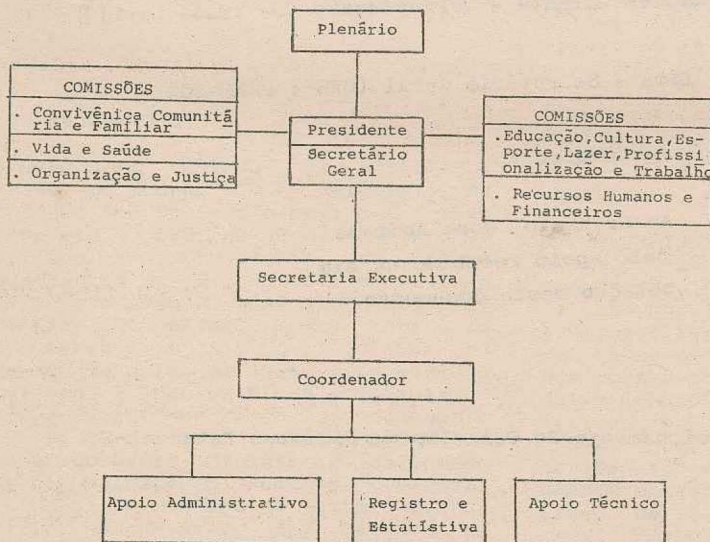 Plenário
COMISSÕES
. Convivênica Comunitá
ria e Familiar
. Vida e Saúde
. Organização e Justiça
Presidente
Secretário
Geral
COMISSÕES
.Educação,Cultura,Es-
porte,Lazer,Profissi
onalização e Trabalho
. Recursos Humanos e
Financeiros
Secretaria Executiva
Coordenador
Apoio Administrativo
Registro e
Estatístiva
Apoio Técnico